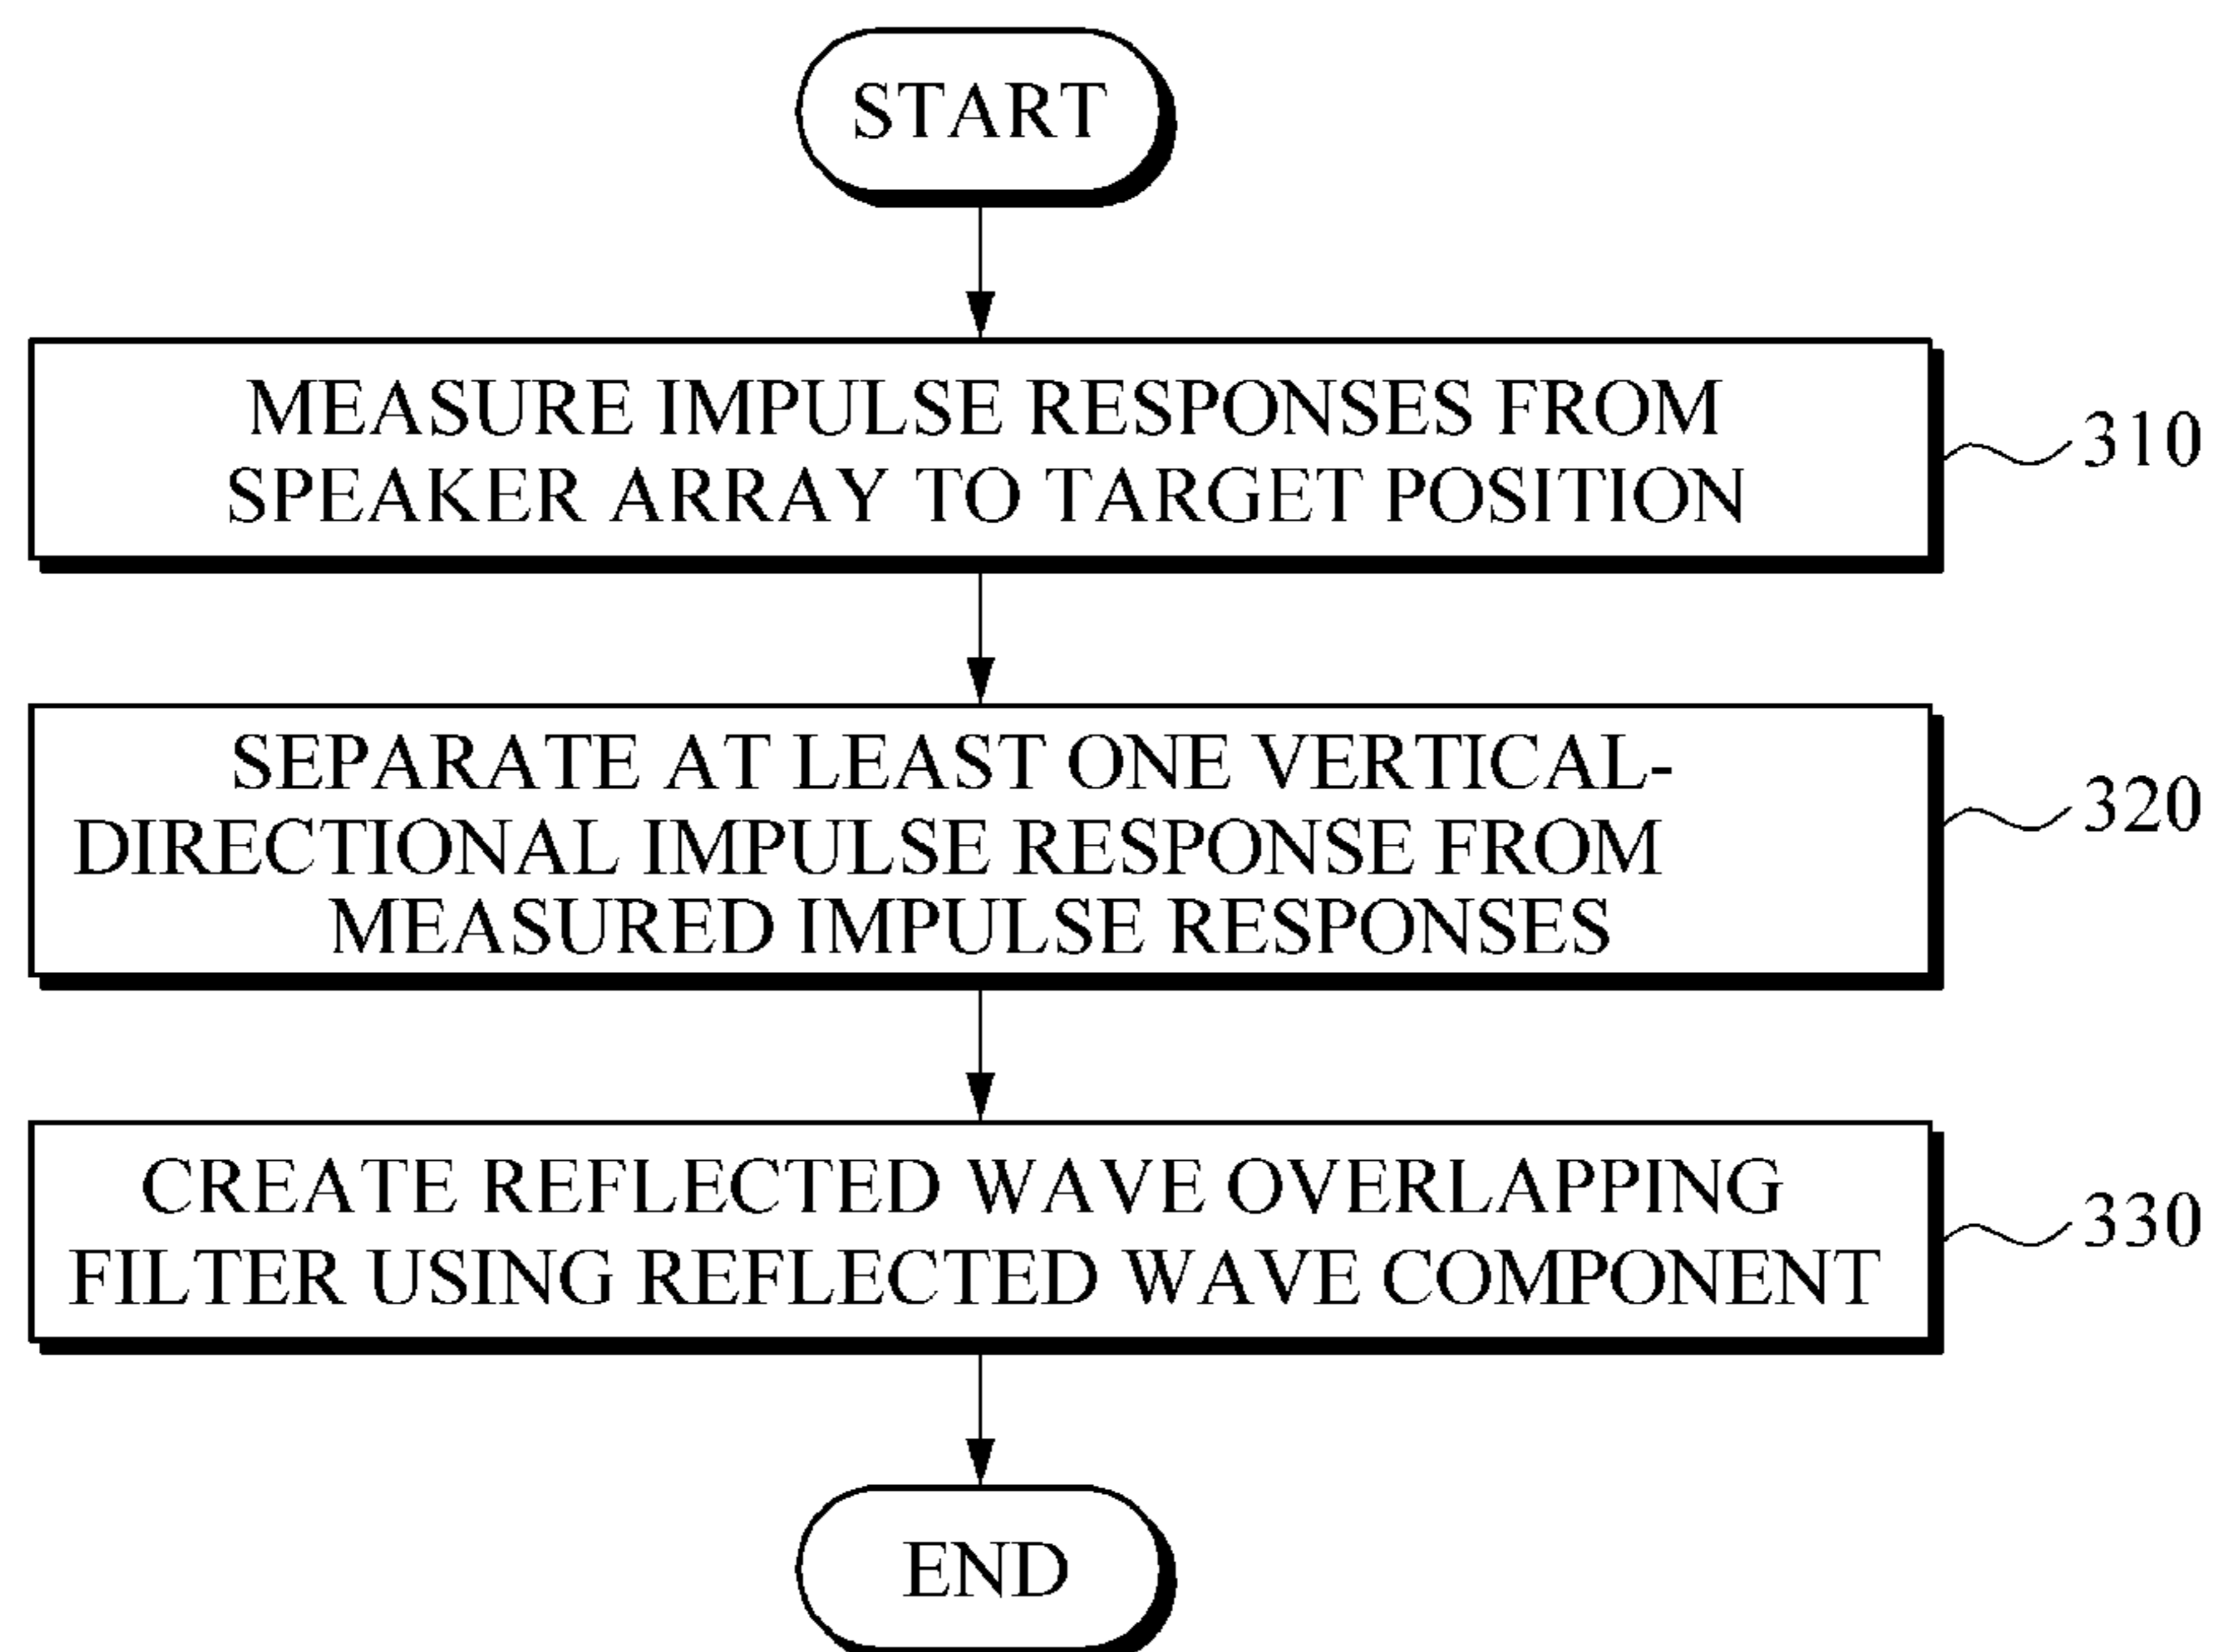 START
MEASURE IMPULSE RESPONSES FROM
SPEAKER ARRAY TO TARGET POSITION
310
SEPARATE AT LEAST ONE VERTICAL-
DIRECTIONAL IMPULSE RESPONSE FROM
MEASURED IMPULSE RESPONSES
320
CREATE REFLECTED WAVE OVERLAPPING
FILTER USING REFLECTED WAVE COMPONENT
330
END